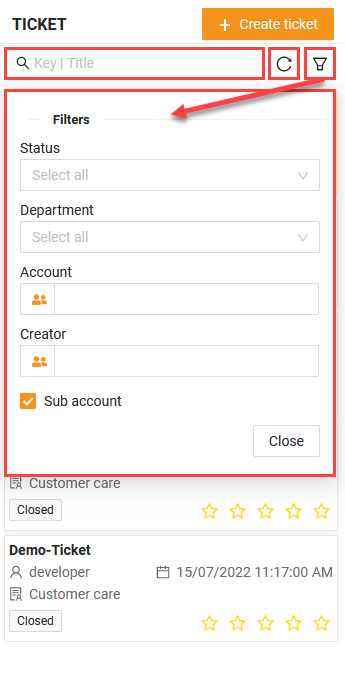 TICKET
+ Create ticket
Key | Title
Filters
Status
Select all
Department
Select all
Account
Creator
Sub account
Close
Customer care
Closed
Demo-Ticket
developer 15/07/2022 11:17:00 AM
Customer care
Closed